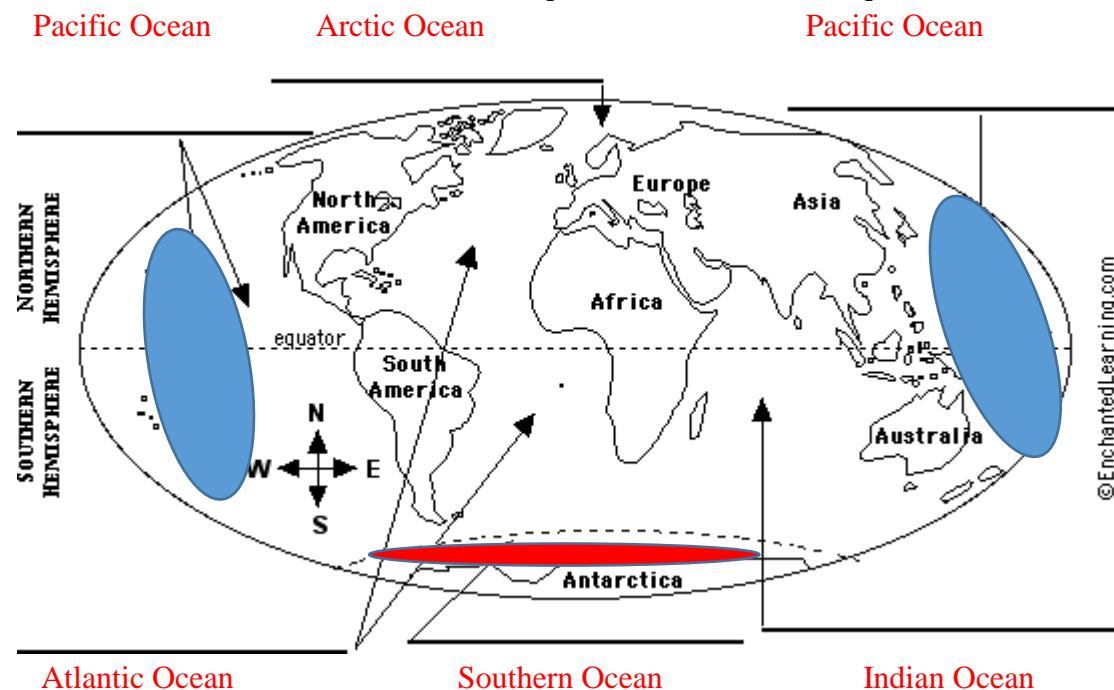 Pacific Ocean
Arctic Ocean
Pacific Ocean
NORTHERN
HEMISPHERE
North
America
Europe
Asia
Africa
equator
South
America
SOUTHERN
HEMISPHERE
N
W
E
S
Australia
Antarctica
©EnchantedLearning.com
Atlantic Ocean
Southern Ocean
Indian Ocean